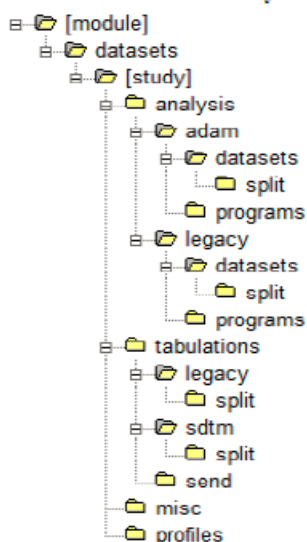 [module]
datasets
[study]
analysis
adam
datasets
split
programs
legacy
datasets
split
programs
tabulations
legacy
split
sdtm
split
send
misc
profiles